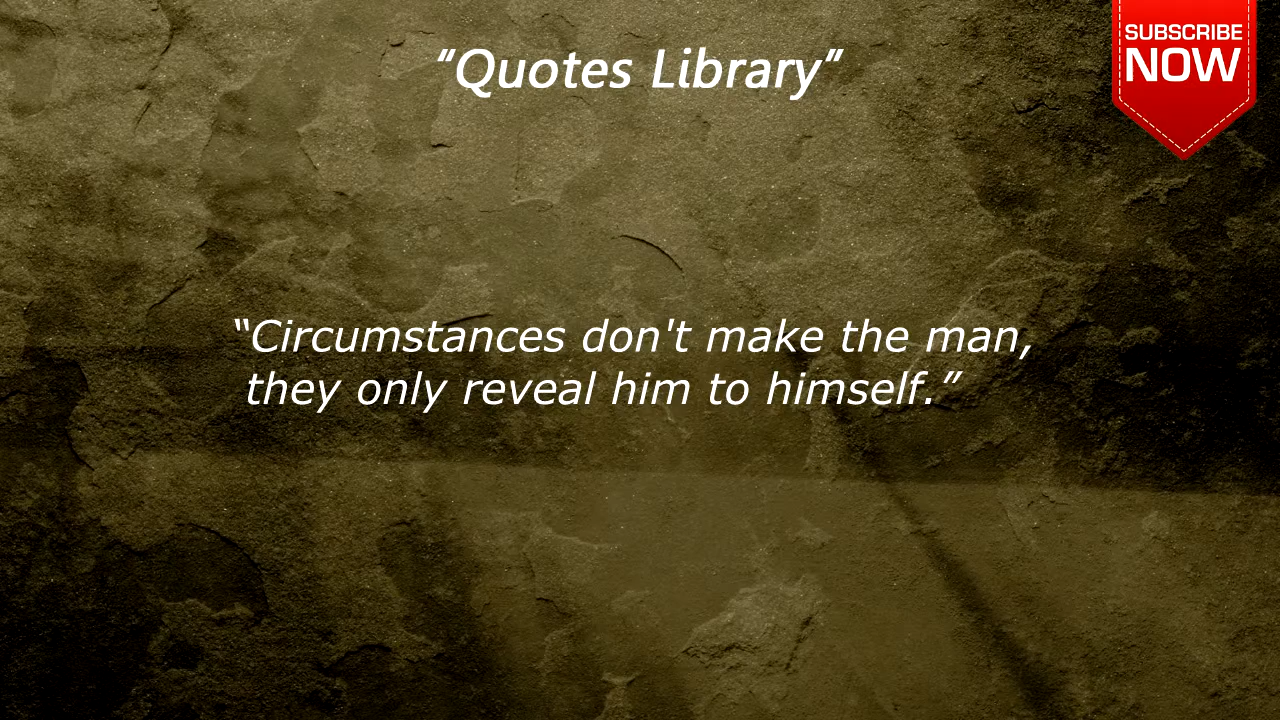 “Quotes Library”
SUBSCRIBE
NOW
“Circumstances don't make the man,
they only reveal him to himself.”